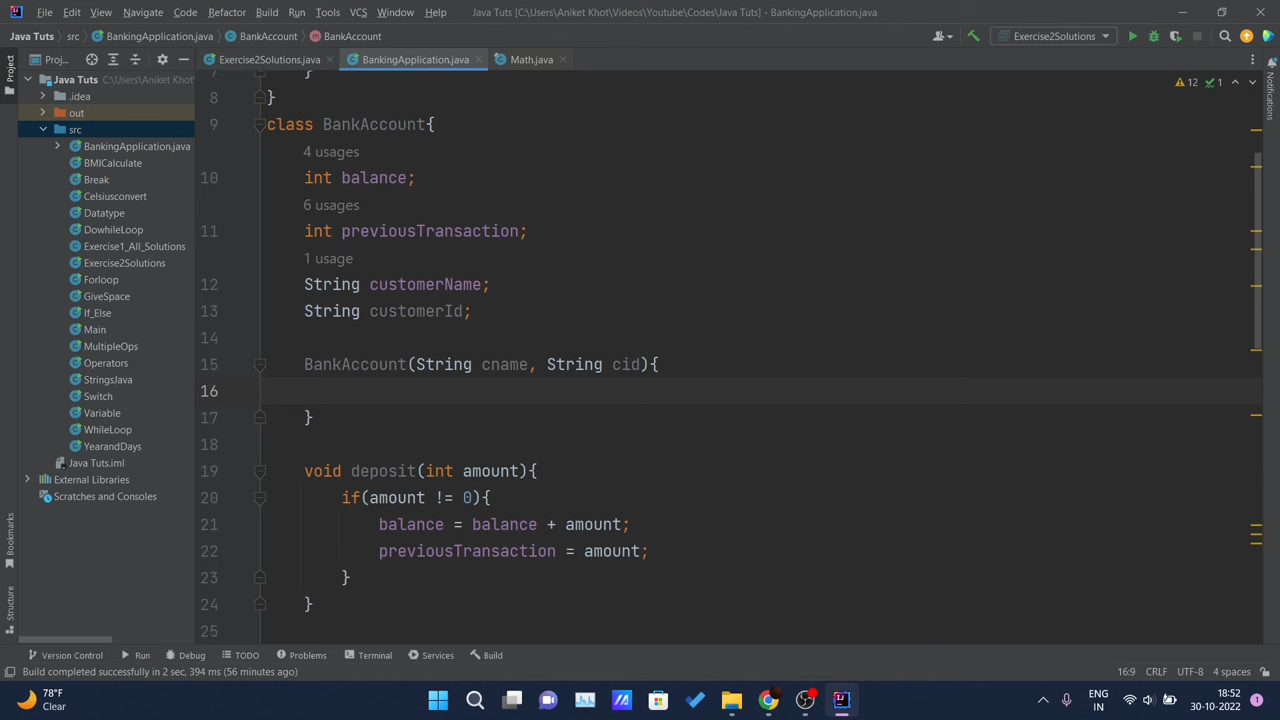 File Edit View Navigate Code Refactor Build Run Tools VCS Window Help Java Tuts [C:\Users\Aniket Khot\Videos\Youtube\Codes\Java Tuts] - BankingApplication.java
Java Tuts src BankingApplication.java BankAccount BankAccount Exercise2Solutions
Project Proj... Exercise2Solutions.java BankingApplication.java Math.java Notifications
Java Tuts C:\Users\Aniket Khot\V
.idea
out
src
BankingApplication.java
BMICalculate
Break
Celsiusconvert
Datatype
DowhileLoop
Exercise1_All_Solutions
Exercise2Solutions
Forloop
GiveSpace
If_Else
Main
MultipleOps
Operators
StringsJava
Switch
Variable
WhileLoop
YearandDays
Java Tuts.iml
External Libraries
Scratches and Consoles
12 1
7 }
8 }
9 class BankAccount{
4 usages
10 int balance;
6 usages
11 int previousTransaction;
1 usage
12 String customerName;
13 String customerId;
14
15 BankAccount(String cname, String cid){
16
17 }
18
19 void deposit(int amount){
20 if(amount != 0){
21 balance = balance + amount;
22 previousTransaction = amount;
23 }
24 }
25
Bookmarks
Structure
Version Control Run Debug TODO Problems Terminal Services Build
Build completed successfully in 2 sec, 394 ms (56 minutes ago) 16:9 CRLF UTF-8 4 spaces
78°F
Clear
ENG
IN
18:52
30-10-2022
1